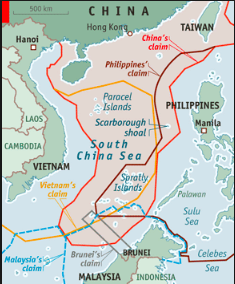 500 km
CHINA
TAIWAN
Hanoi
Hong Kong
China's
claim
Philippines'
claim
Paracel
Islands
PHILIPPINES
LAOS
Scarborough
shoal
Manila
CAMBODIA
South
China Sea
VIETNAM
Vietnam's
claim
Spratly
Islands
Palawan
Sulu
Sea
Malaysia's
claim
Brunei's
claim
BRUNEI
Celebes
Sea
MALAYSIA
INDONESIA